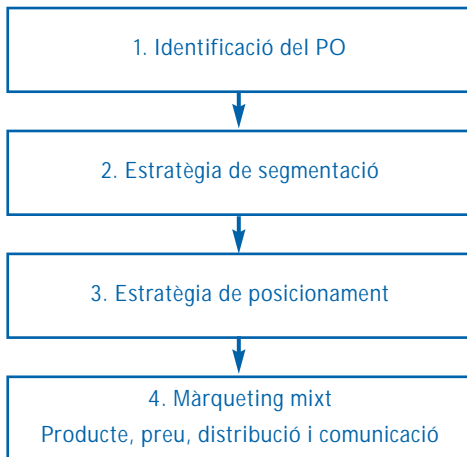 1. Identificació del PO
2. Estratègia de segmentació
3. Estratègia de posicionament
4. Màrqueting mixt
Producte, preu, distribució i comunicació